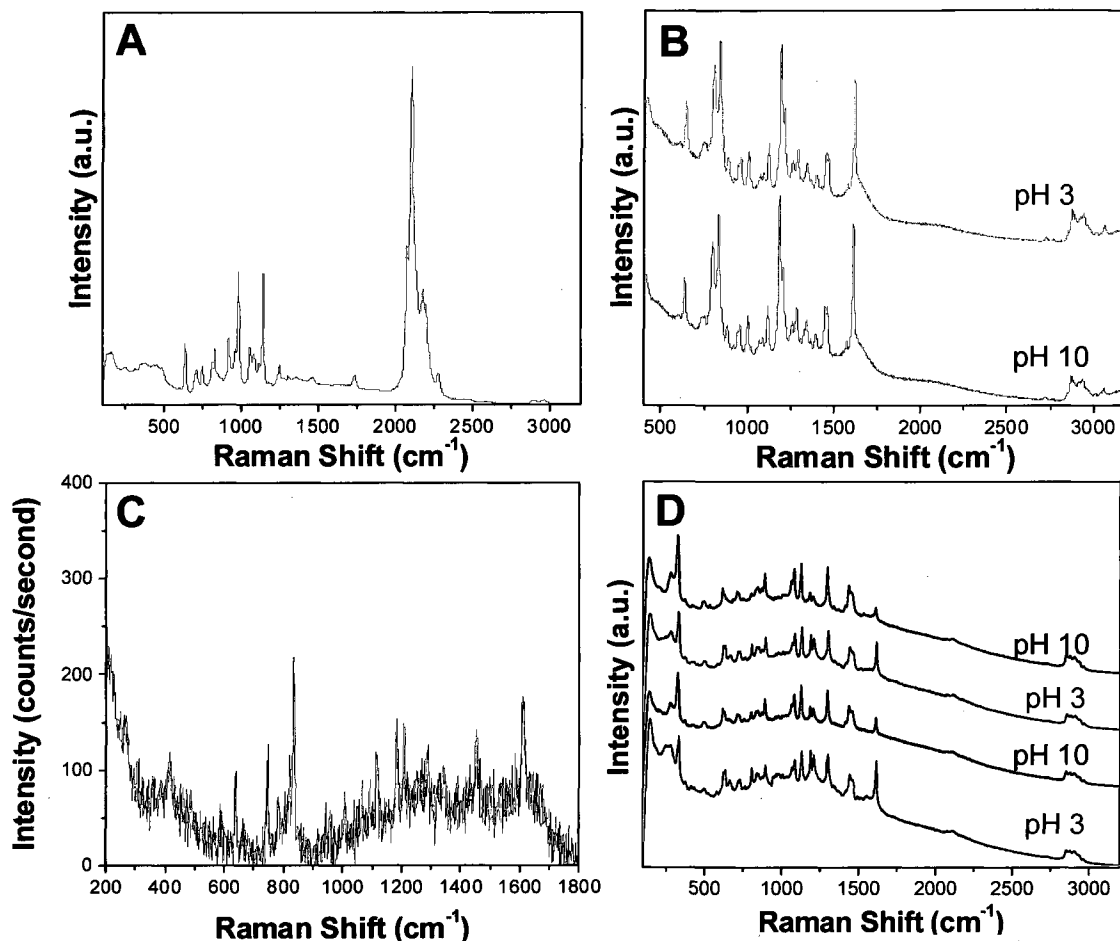 A
Intensity (a.u.)
500 1000 1500 2000 2500 3000
Raman Shift (cm-1)
B
Intensity (a.u.)
pH 3
pH 10
500 1000 1500 2000 2500 3000
Raman Shift (cm-1)
C
Intensity (counts/second)
400
300
200
100
0
200 400 600 800 1000 1200 1400 1600 1800
Raman Shift (cm-1)
D
Intensity (a.u.)
pH 10
pH 3
pH 10
pH 3
500 1000 1500 2000 2500 3000
Raman Shift (cm-1)